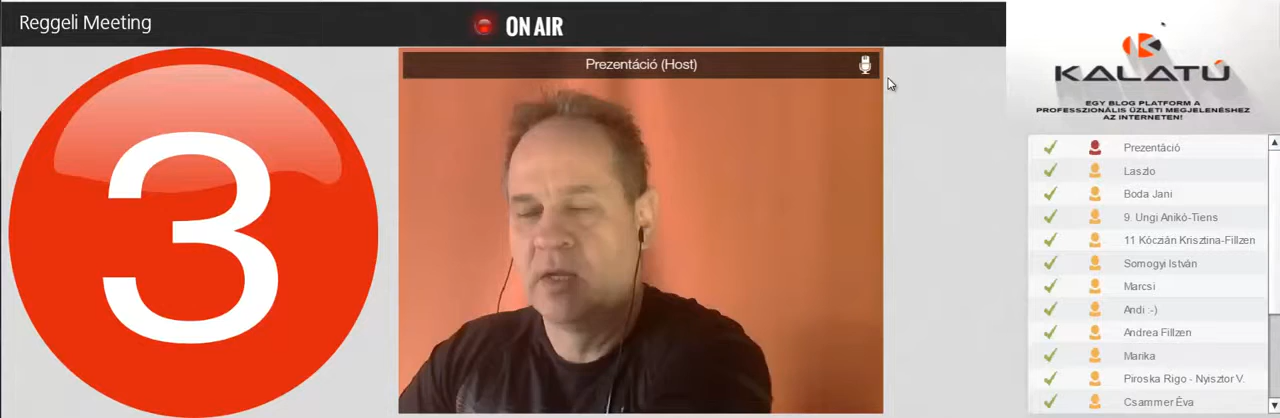 Reggeli Meeting
ON AIR
3
Prezentáció (Host)
KALATÚ
EGY BLOG PLATFORM A
PROFESSZIONÁLIS ÜZLETI MEGJELENÉSHEZ
AZ INTERNETEN!
Prezentáció
Laszlo
Boda Jani
9. Ungi Anikó-Tiens
11 Kóczián Krisztina-Fillzen
Somogyi István
Marcsi
Andi :-)
Andrea Fillzen
Marika
Piroska Rigo - Nyisztor V.
Csammer Éva